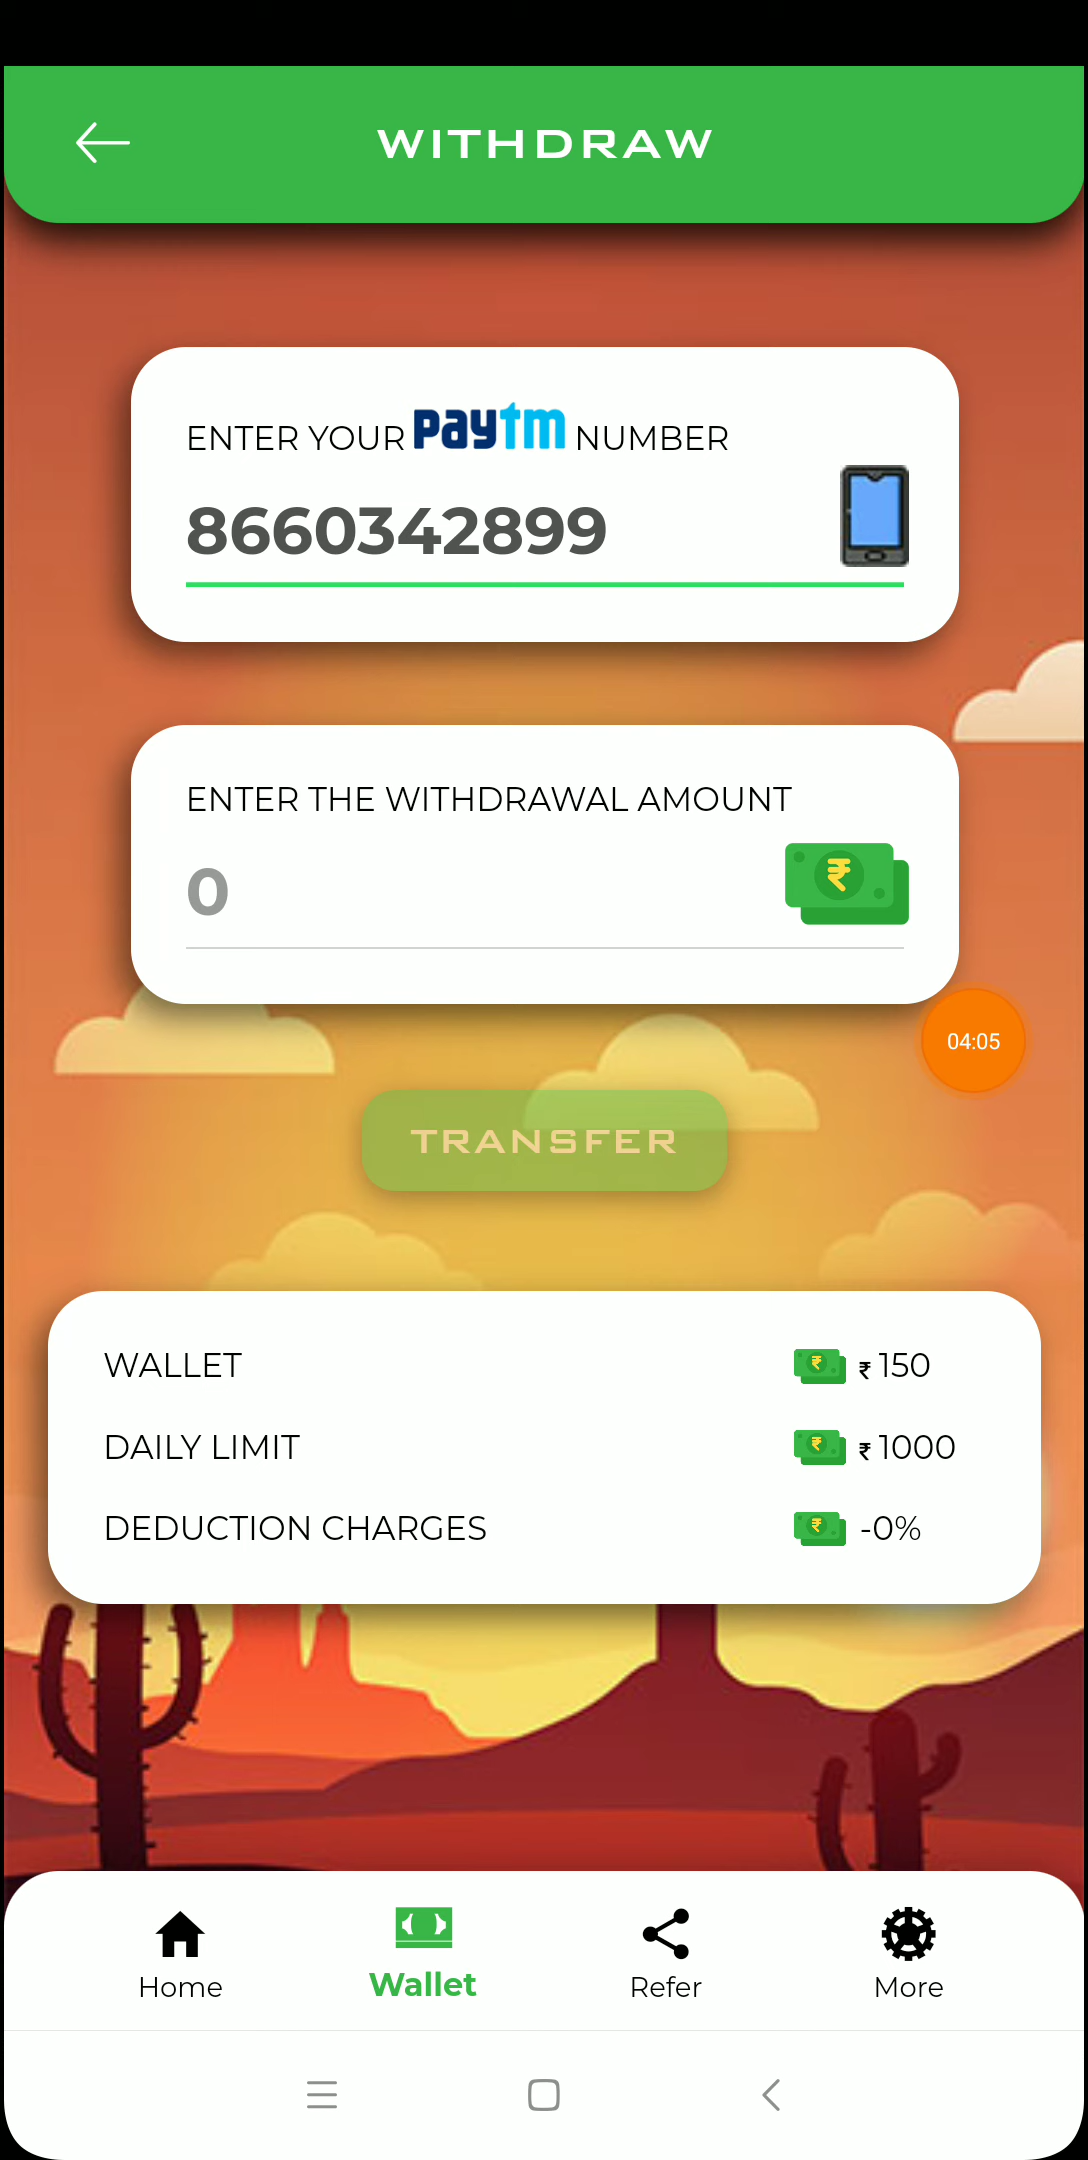 WITHDRAW
ENTER YOUR paytm NUMBER
8660342899
ENTER THE WITHDRAWAL AMOUNT
0
₹
04:05
TRANSFER
WALLET ₹ ₹ 150
DAILY LIMIT ₹ ₹ 1000
DEDUCTION CHARGES ₹ -0%
Home Wallet Refer More